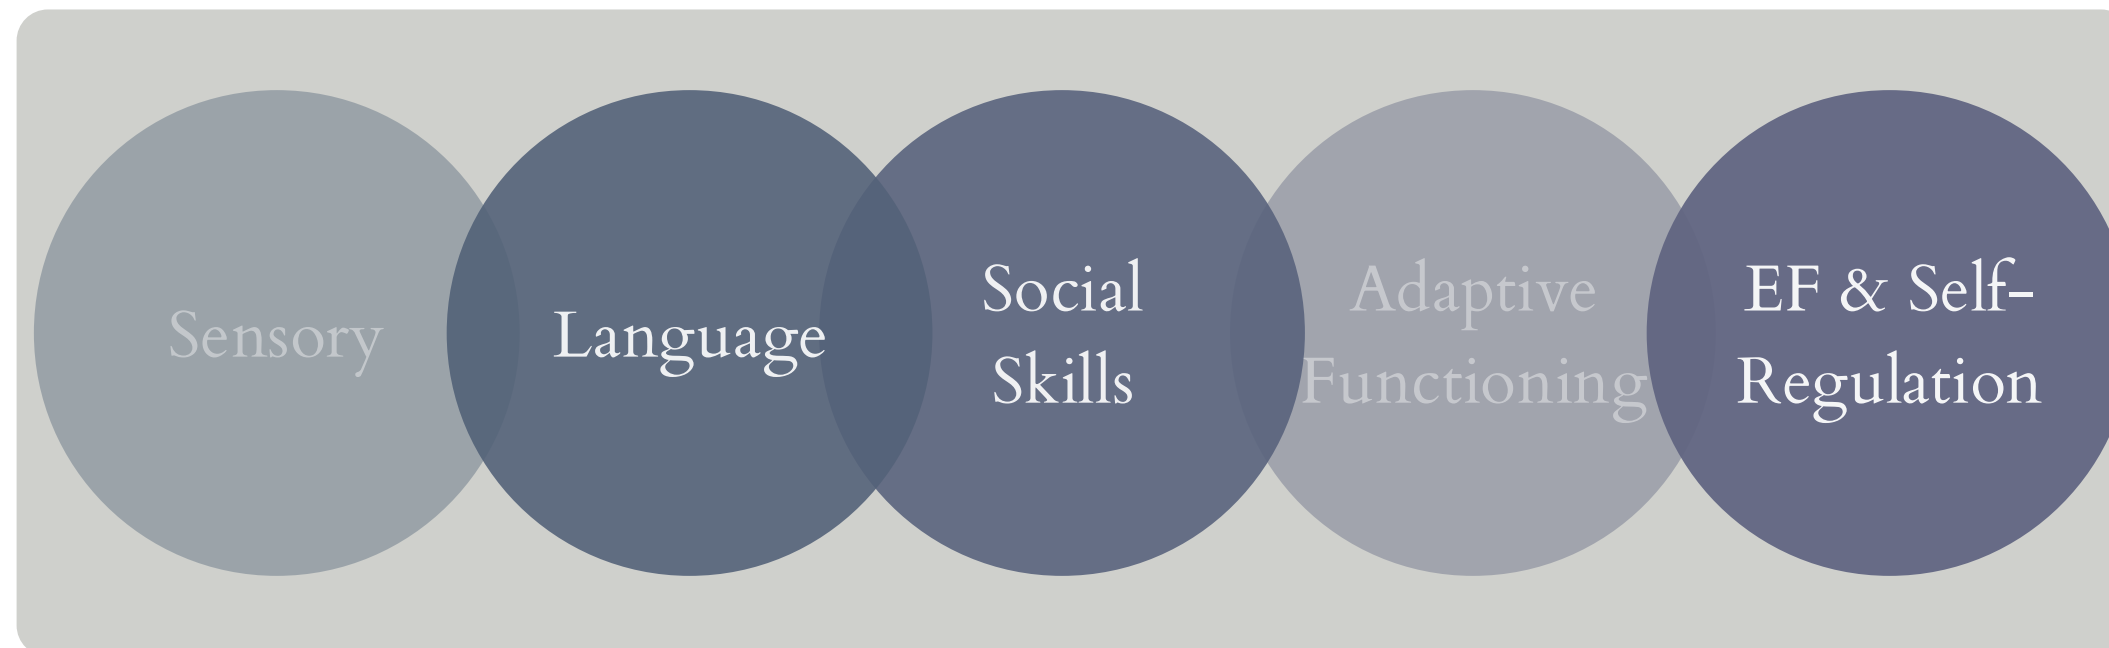 Sensory
Language
Social
Skills
Adaptive
Functioning
EF & Self-
Regulation